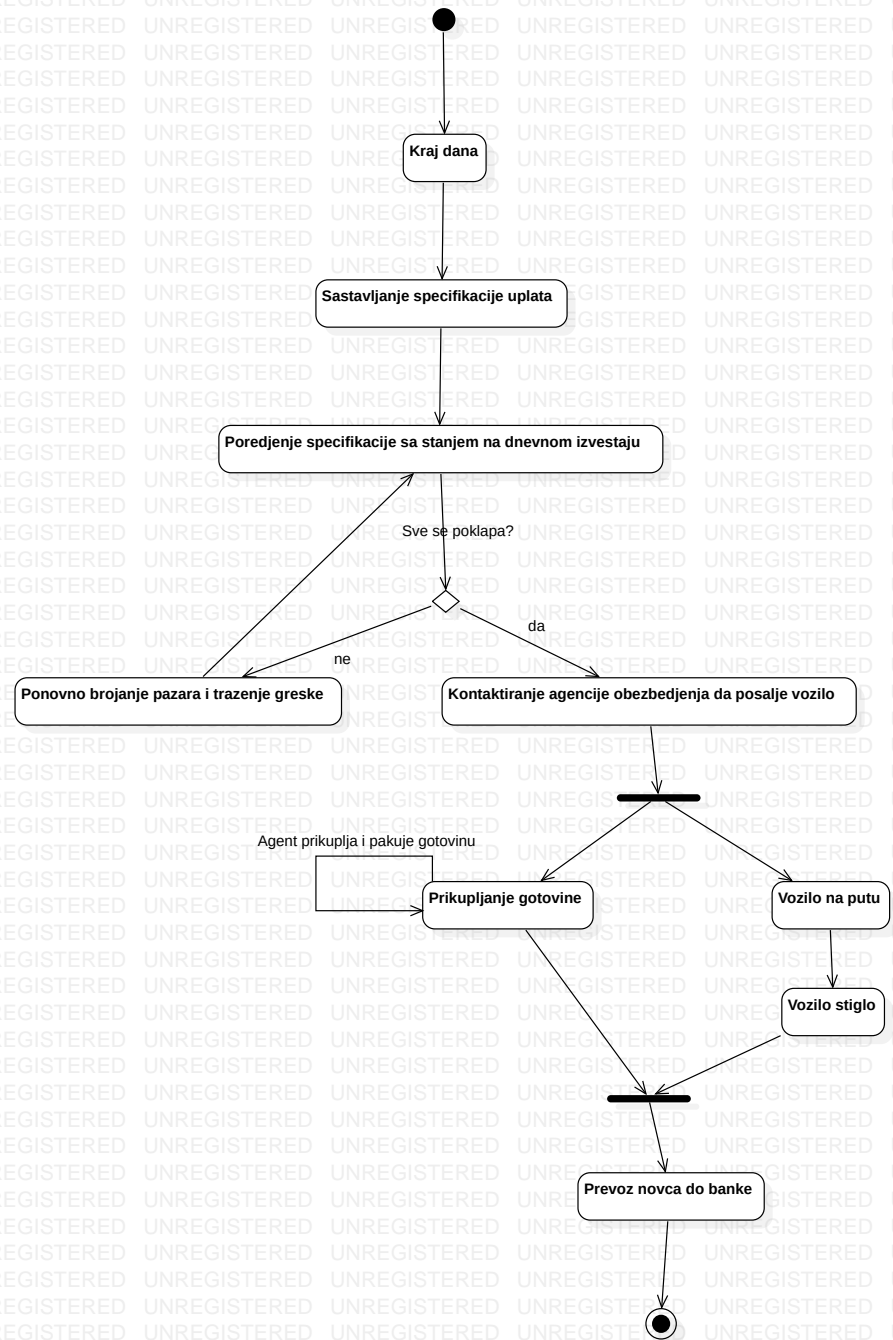 Kraj dana
Sastavljanje specifikacije uplata
Poredjenje specifikacije sa stanjem na dnevnom izvestaju
Sve se poklapa?
da
ne
Ponovno brojanje pazara i trazenje greske
Kontaktiranje agencije obezbedjenja da posalje vozilo
Agent prikuplja i pakuje gotovinu
Prikupljanje gotovine
Vozilo na putu
Vozilo stiglo
Prevoz novca do banke
UNREGISTERED